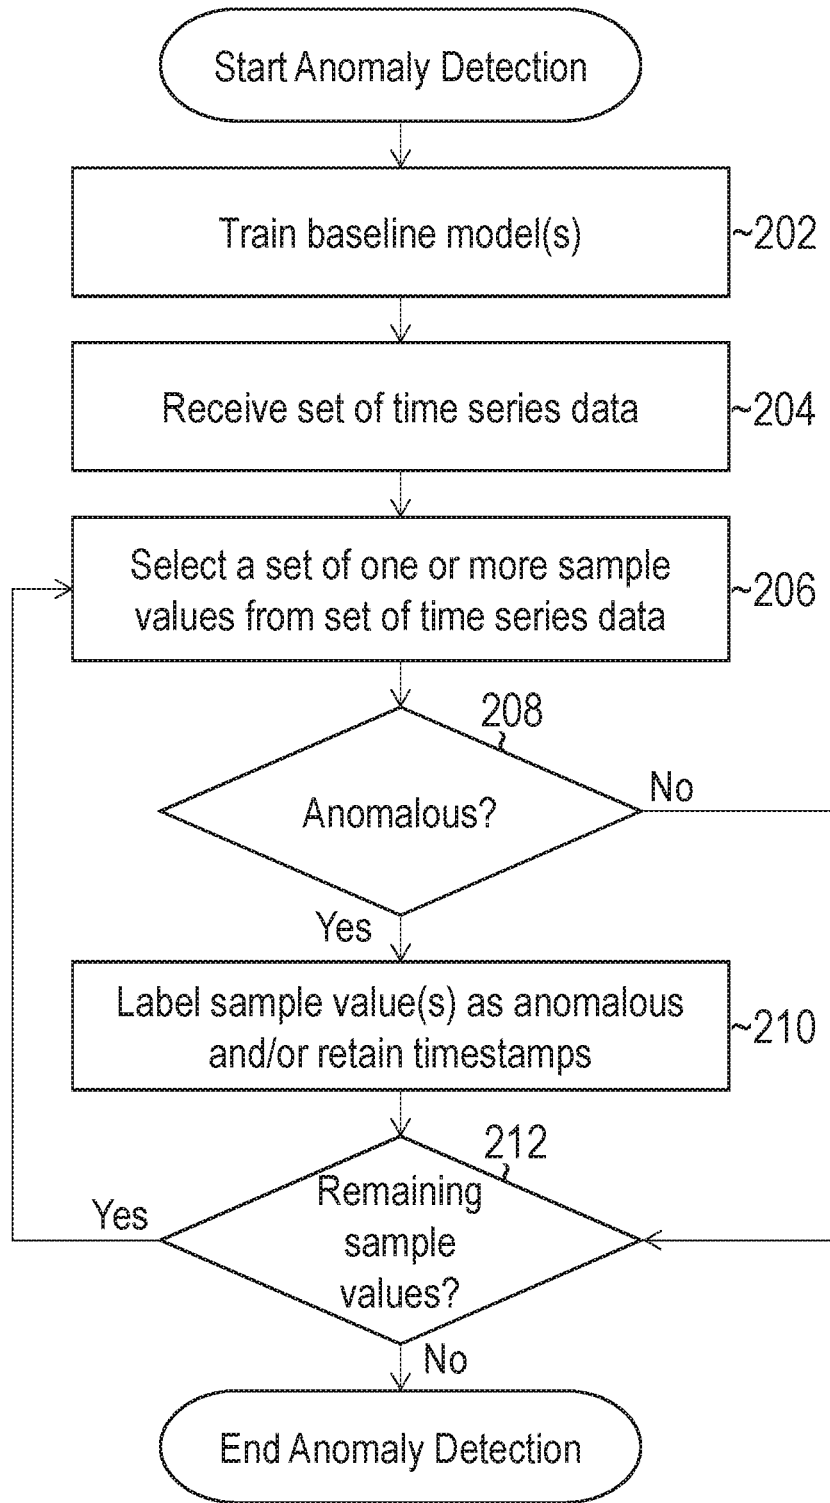 Start Anomaly Detection
Train baseline model(s)
~202
Receive set of time series data
~204
Select a set of one or more sample
values from set of time series data
~206
208
Anomalous?
No
Yes
Label sample value(s) as anomalous
and/or retain timestamps
~210
212
Remaining
sample
values?
Yes
No
End Anomaly Detection